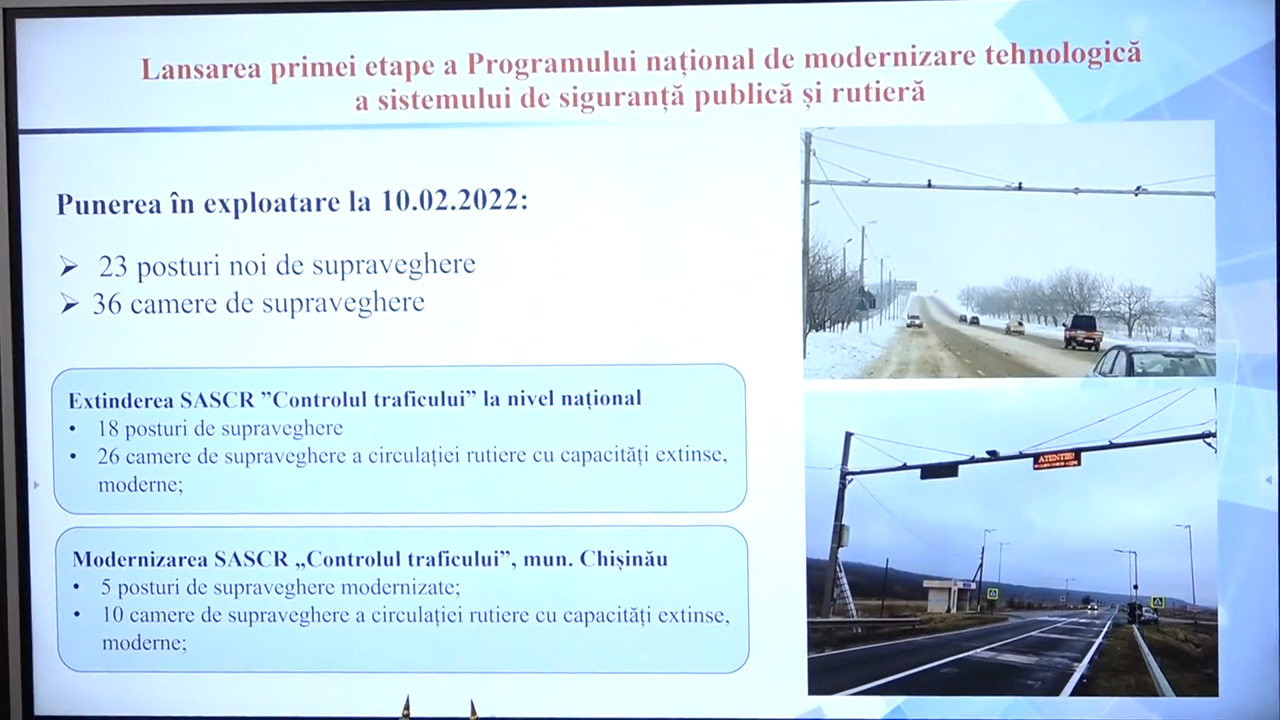 Lansarea primei etape a Programului național de modernizare tehnologică
a sistemului de siguranță publică și rutieră
Punerea în exploatare la 10.02.2022:
➢ 23 posturi noi de supraveghere
➢ 36 camere de supraveghere
Extinderea SASCR ”Controlul traficului” la nivel național
• 18 posturi de supraveghere
• 26 camere de supraveghere a circulației rutiere cu capacități extinse,
moderne;
Modernizarea SASCR „Controlul traficului”, mun. Chișinău
• 5 posturi de supraveghere modernizate;
• 10 camere de supraveghere a circulației rutiere cu capacități extinse,
moderne;
ATENTIE!